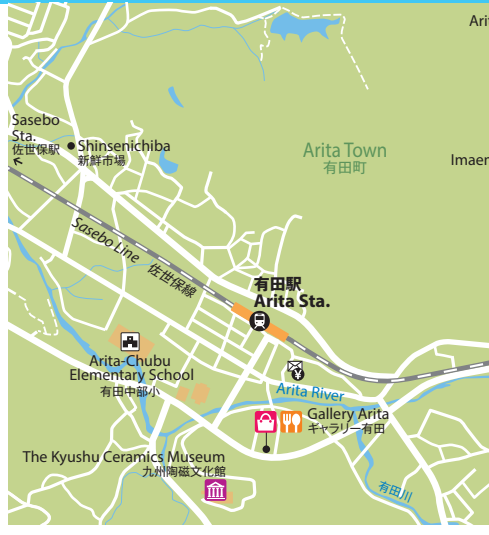 Ari
Sasebo
Sta.
佐世保駅
Shinsenichiba
新鮮市場
Arita Town
有田町
Imaer
Sasebo Line 佐世保線
有田駅
Arita Sta.
Arita-Chubu
Elementary School
有田中部小
¥
Arita River
Gallery Arita
ギャラリー有田
The Kyushu Ceramics Museum
九州陶磁文化館
有田川